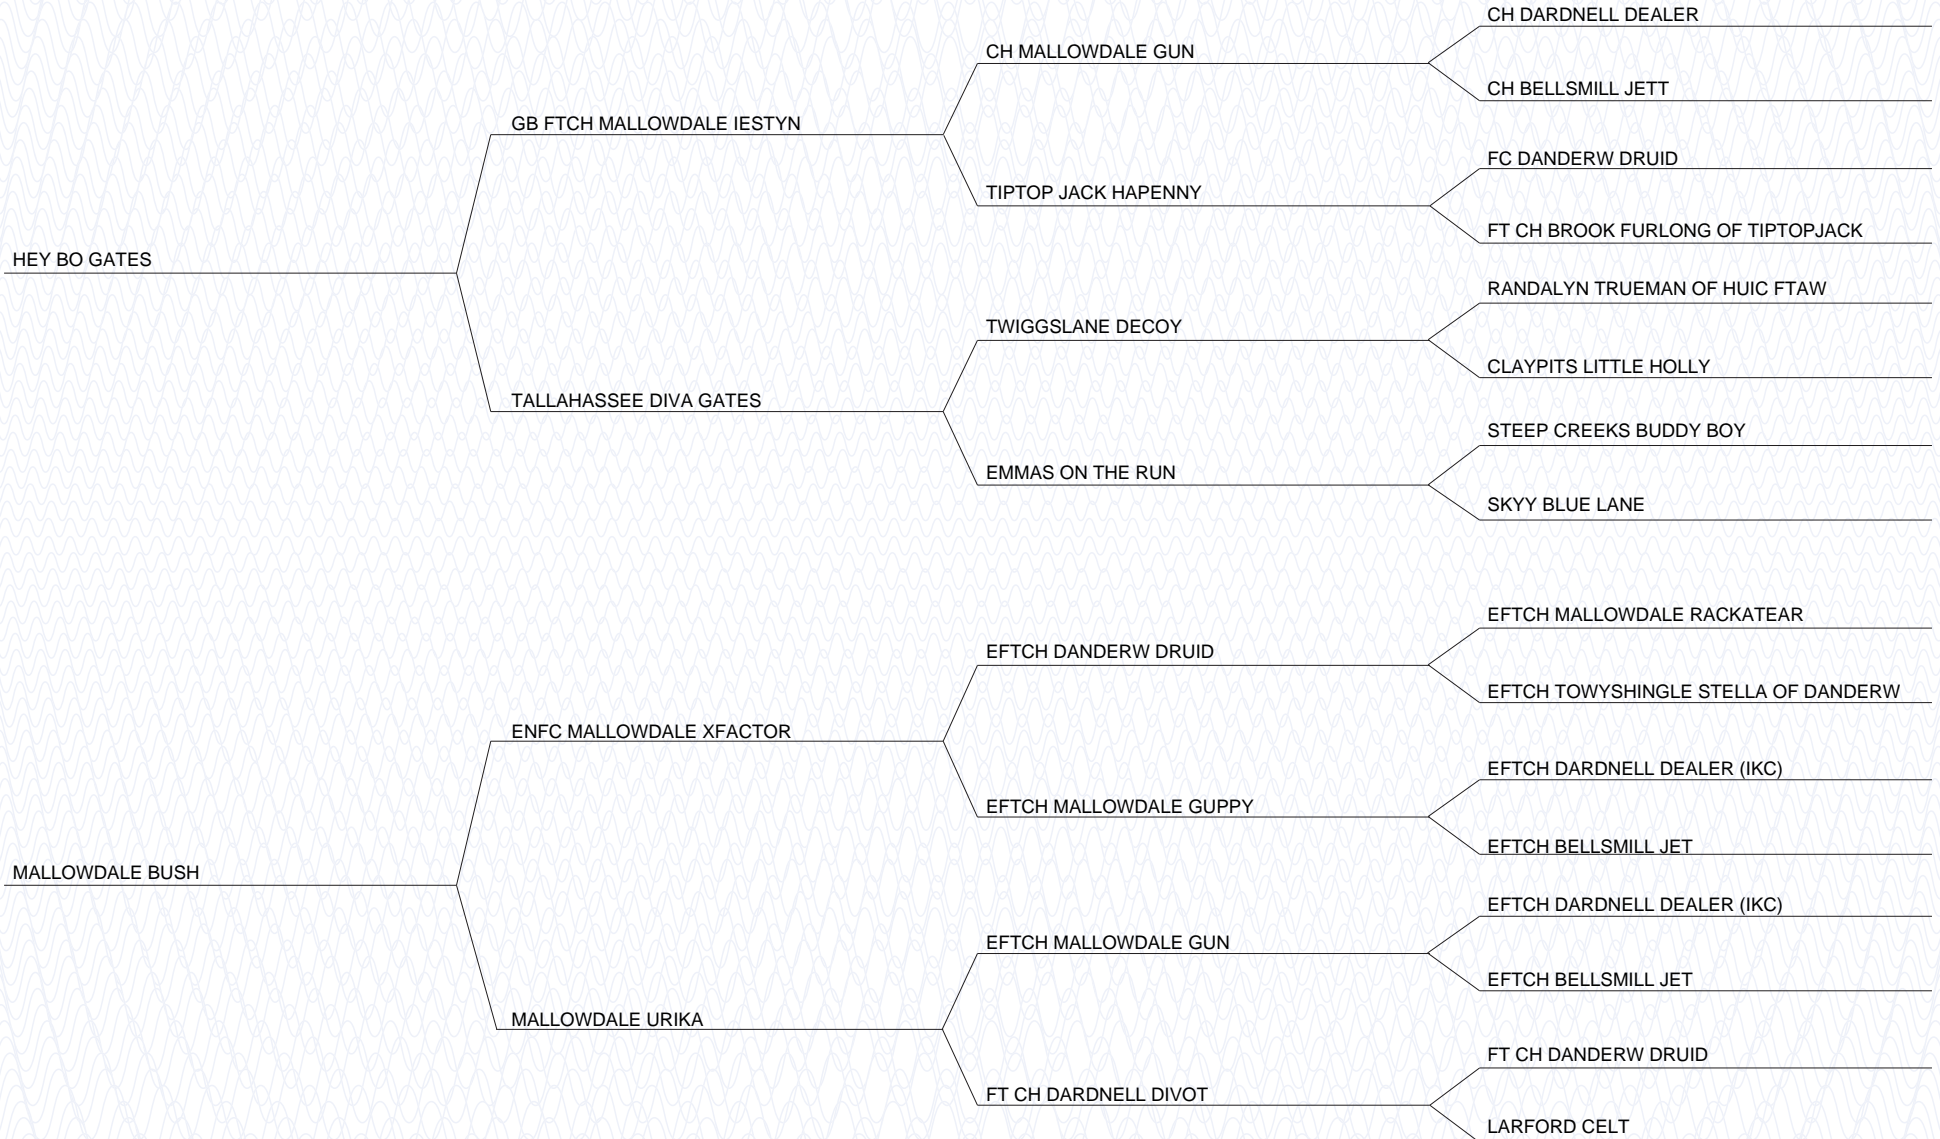 CH DARDNELL DEALER
CH MALLOWDALE GUN
CH BELLSMILL JETT
GB FTCH MALLOWDALE IESTYN
FC DANDERW DRUID
TIPTOP JACK HAPENNY
FT CH BROOK FURLONG OF TIPTOPJACK
HEY BO GATES
RANDALYN TRUEMAN OF HUIC FTAW
TWIGGSLANE DECOY
CLAYPITS LITTLE HOLLY
TALLAHASSEE DIVA GATES
STEEP CREEKS BUDDY BOY
EMMAS ON THE RUN
SKYY BLUE LANE
EFTCH MALLOWDALE RACKATEAR
EFTCH DANDERW DRUID
EFTCH TOWYSHINGLE STELLA OF DANDERW
ENFC MALLOWDALE XFACTOR
EFTCH DARDNELL DEALER (IKC)
EFTCH MALLOWDALE GUPPY
EFTCH BELLSMILL JET
MALLOWDALE BUSH
EFTCH DARDNELL DEALER (IKC)
EFTCH MALLOWDALE GUN
EFTCH BELLSMILL JET
MALLOWDALE URIKA
FT CH DANDERW DRUID
FT CH DARDNELL DIVOT
LARFORD CELT